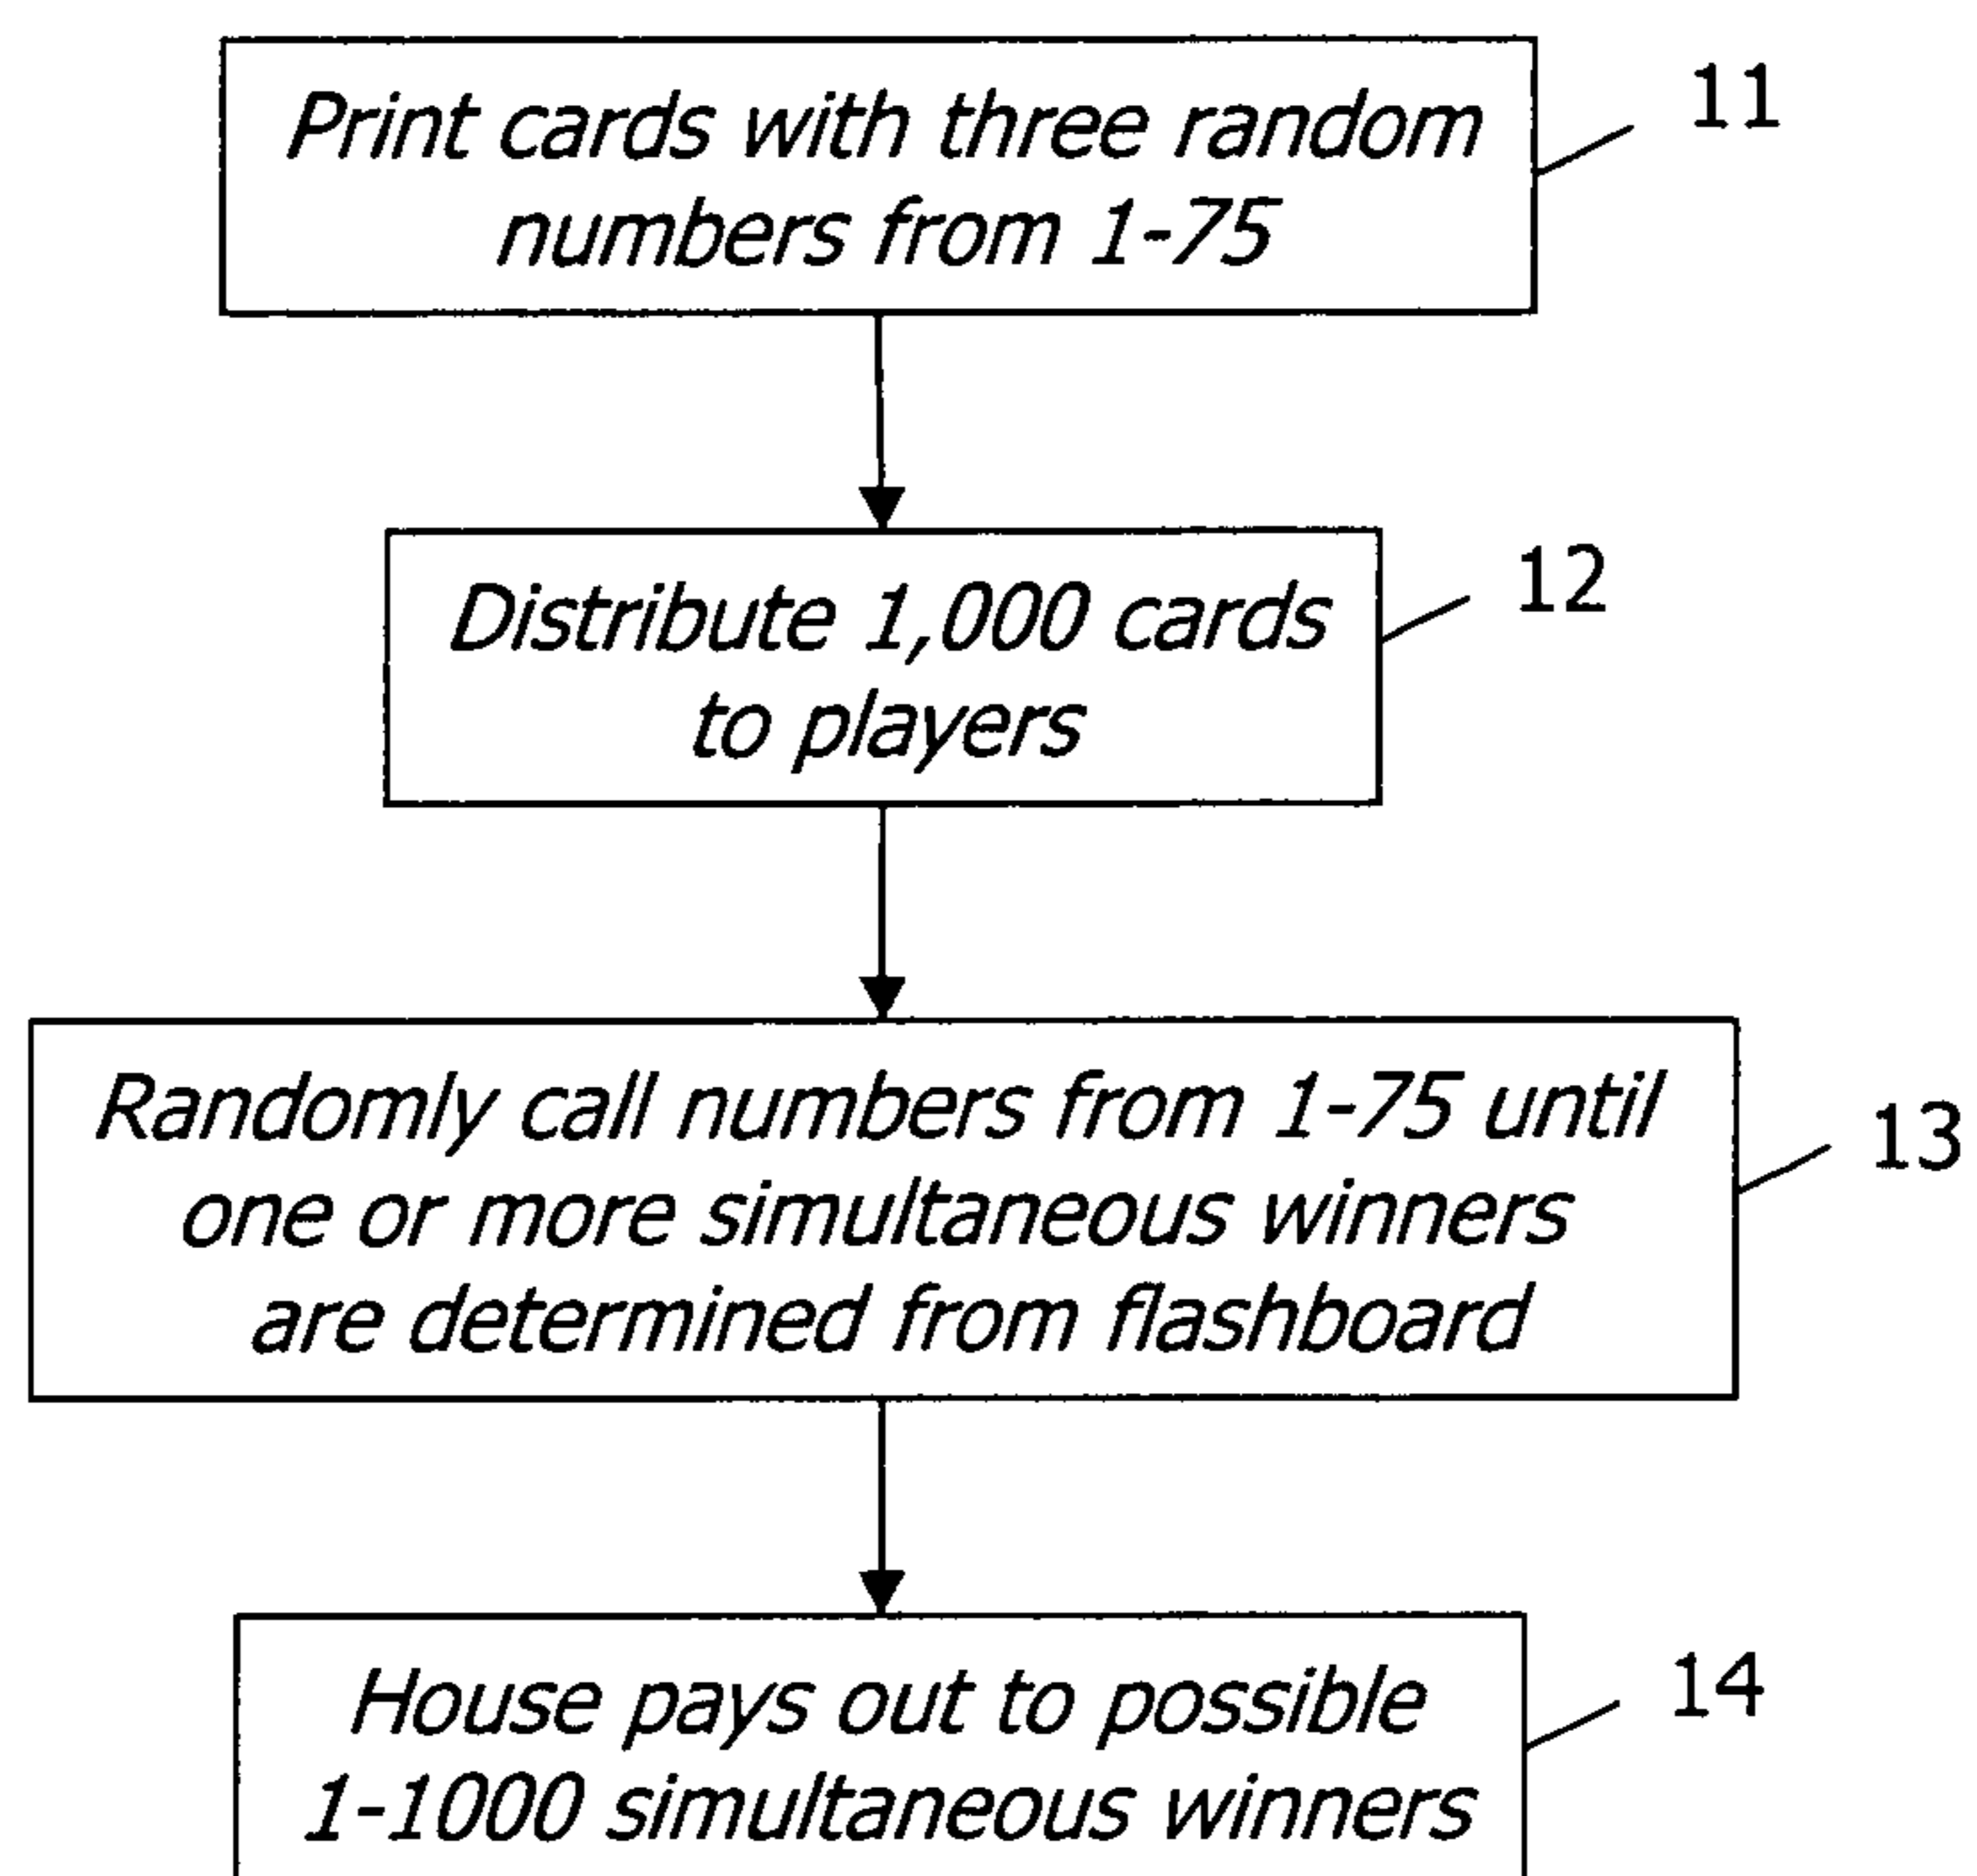 Print cards with three random
numbers from 1-75
11
Distribute 1,000 cards
to players
12
Randomly call numbers from 1-75 until
one or more simultaneous winners
are determined from flashboard
13
House pays out to possible
1-1000 simultaneous winners
14